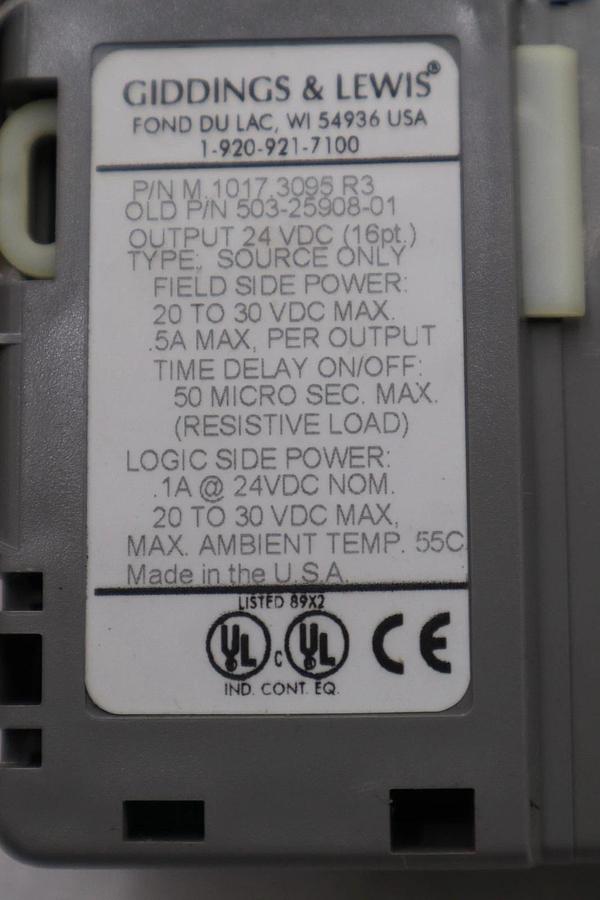 GIDDINGS & LEWIS®
FOND DU LAC, WI 54936 USA
1-920-921-7100
P/N M.1017.3095 R3
OLD P/N 503-25908-01
OUTPUT 24 VDC (16pt.)
TYPE: SOURCE ONLY
FIELD SIDE POWER:
20 TO 30 VDC MAX.
.5A MAX, PER OUTPUT
TIME DELAY ON/OFF:
50 MICRO SEC. MAX.
(RESISTIVE LOAD)
LOGIC SIDE POWER:
.1A @ 24VDC NOM.
20 TO 30 VDC MAX,
MAX. AMBIENT TEMP. 55C
Made in the U.S.A.
LISTED 89X2
UL c UL CE
IND. CONT. EQ.